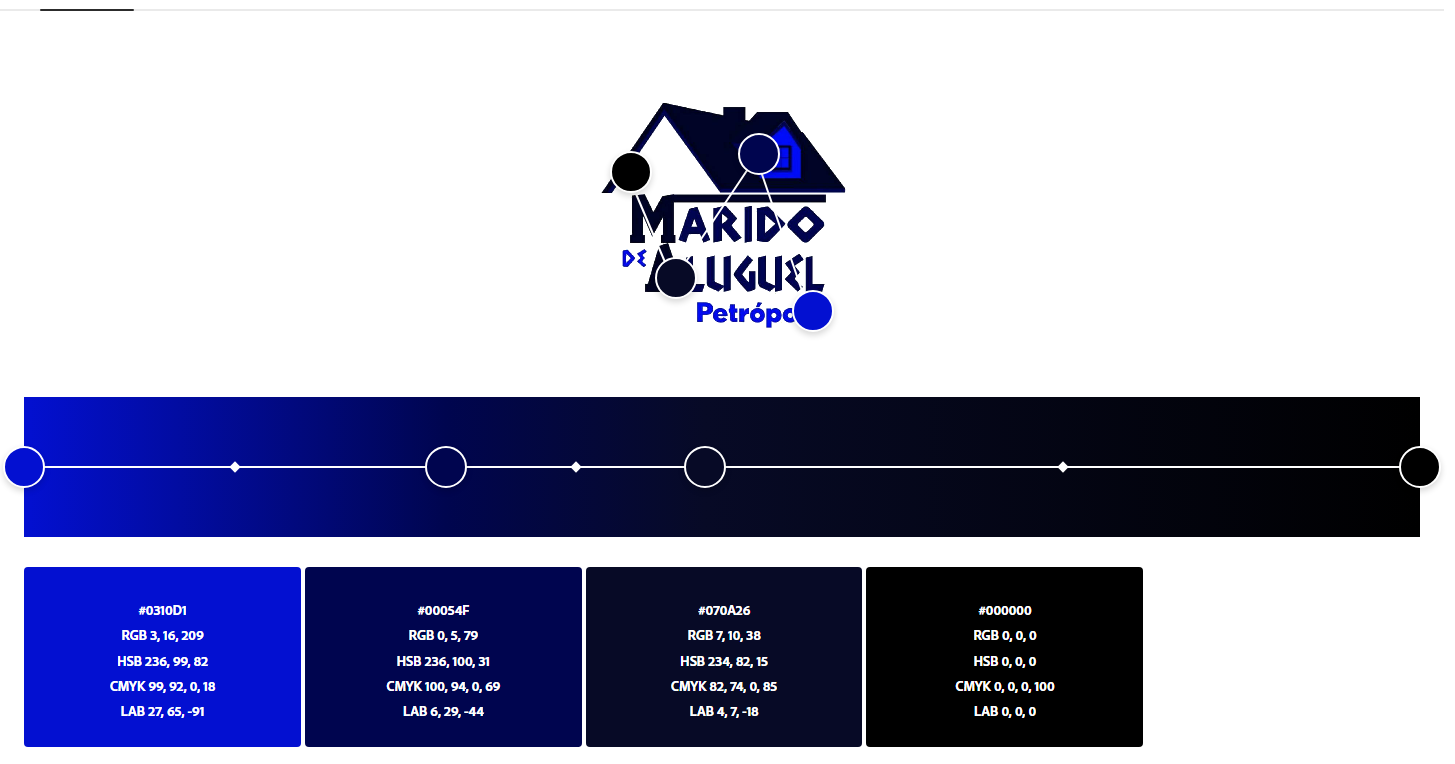 MARIDO
DE
LUGUEL
Petrópo
#0310D1
RGB 3, 16, 209
HSB 236, 99, 82
CMYK 99, 92, 0, 18
LAB 27, 65, -91
#00054F
RGB 0, 5, 79
HSB 236, 100, 31
CMYK 100, 94, 0, 69
LAB 6, 29, -44
#070A26
RGB 7, 10, 38
HSB 234, 82, 15
CMYK 82, 74, 0, 85
LAB 4, 7, -18
#000000
RGB 0, 0, 0
HSB 0, 0, 0
CMYK 0, 0, 0, 100
LAB 0, 0, 0